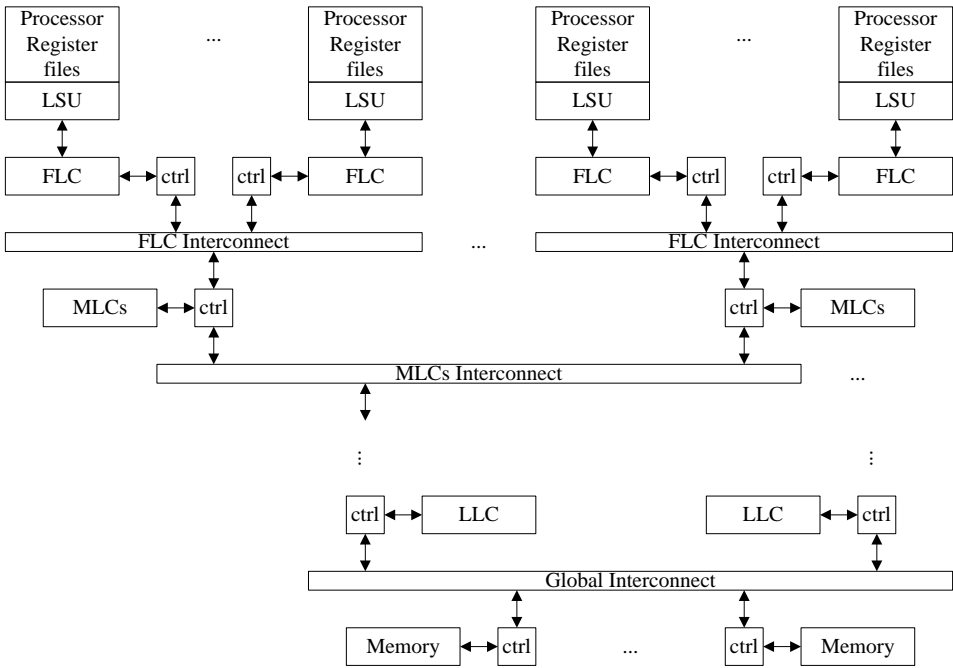 Processor
Register
files
LSU
...
Processor
Register
files
LSU
Processor
Register
files
LSU
...
Processor
Register
files
LSU
FLC
ctrl
ctrl
FLC
FLC
ctrl
ctrl
FLC
FLC Interconnect
...
FLC Interconnect
MLCs
ctrl
ctrl
MLCs
MLCs Interconnect
...
...
...
ctrl
LLC
LLC
ctrl
Global Interconnect
Memory
ctrl
...
ctrl
Memory